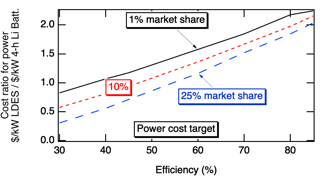 Cost ratio for power
$/kW LDES / $/kW 4-h Li Batt.
2.0
1.5
1.0
0.5
0.0
1% market share
10%
25% market share
Power cost target
30
40
50
60
70
80
Efficiency (%)